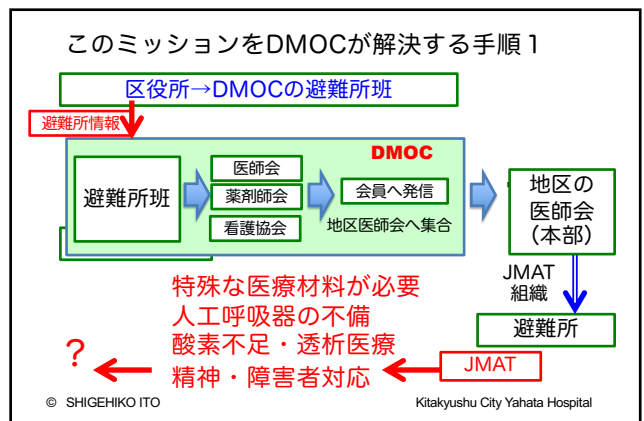 このミッションをDMOCが解決する手順1
区役所→DMOCの避難所班
避難所情報
DMOC
避難所班
医師会
薬剤師会
看護協会
会員へ発信
地区医師会へ集合
地区の
医師会
(本部)
JMAT
組織
避難所
特殊な医療材料が必要
人工呼吸器の不備
酸素不足・透析医療
精神・障害者対応
?
JMAT
© SHIGEHIKO ITO
Kitakyushu City Yahata Hospital